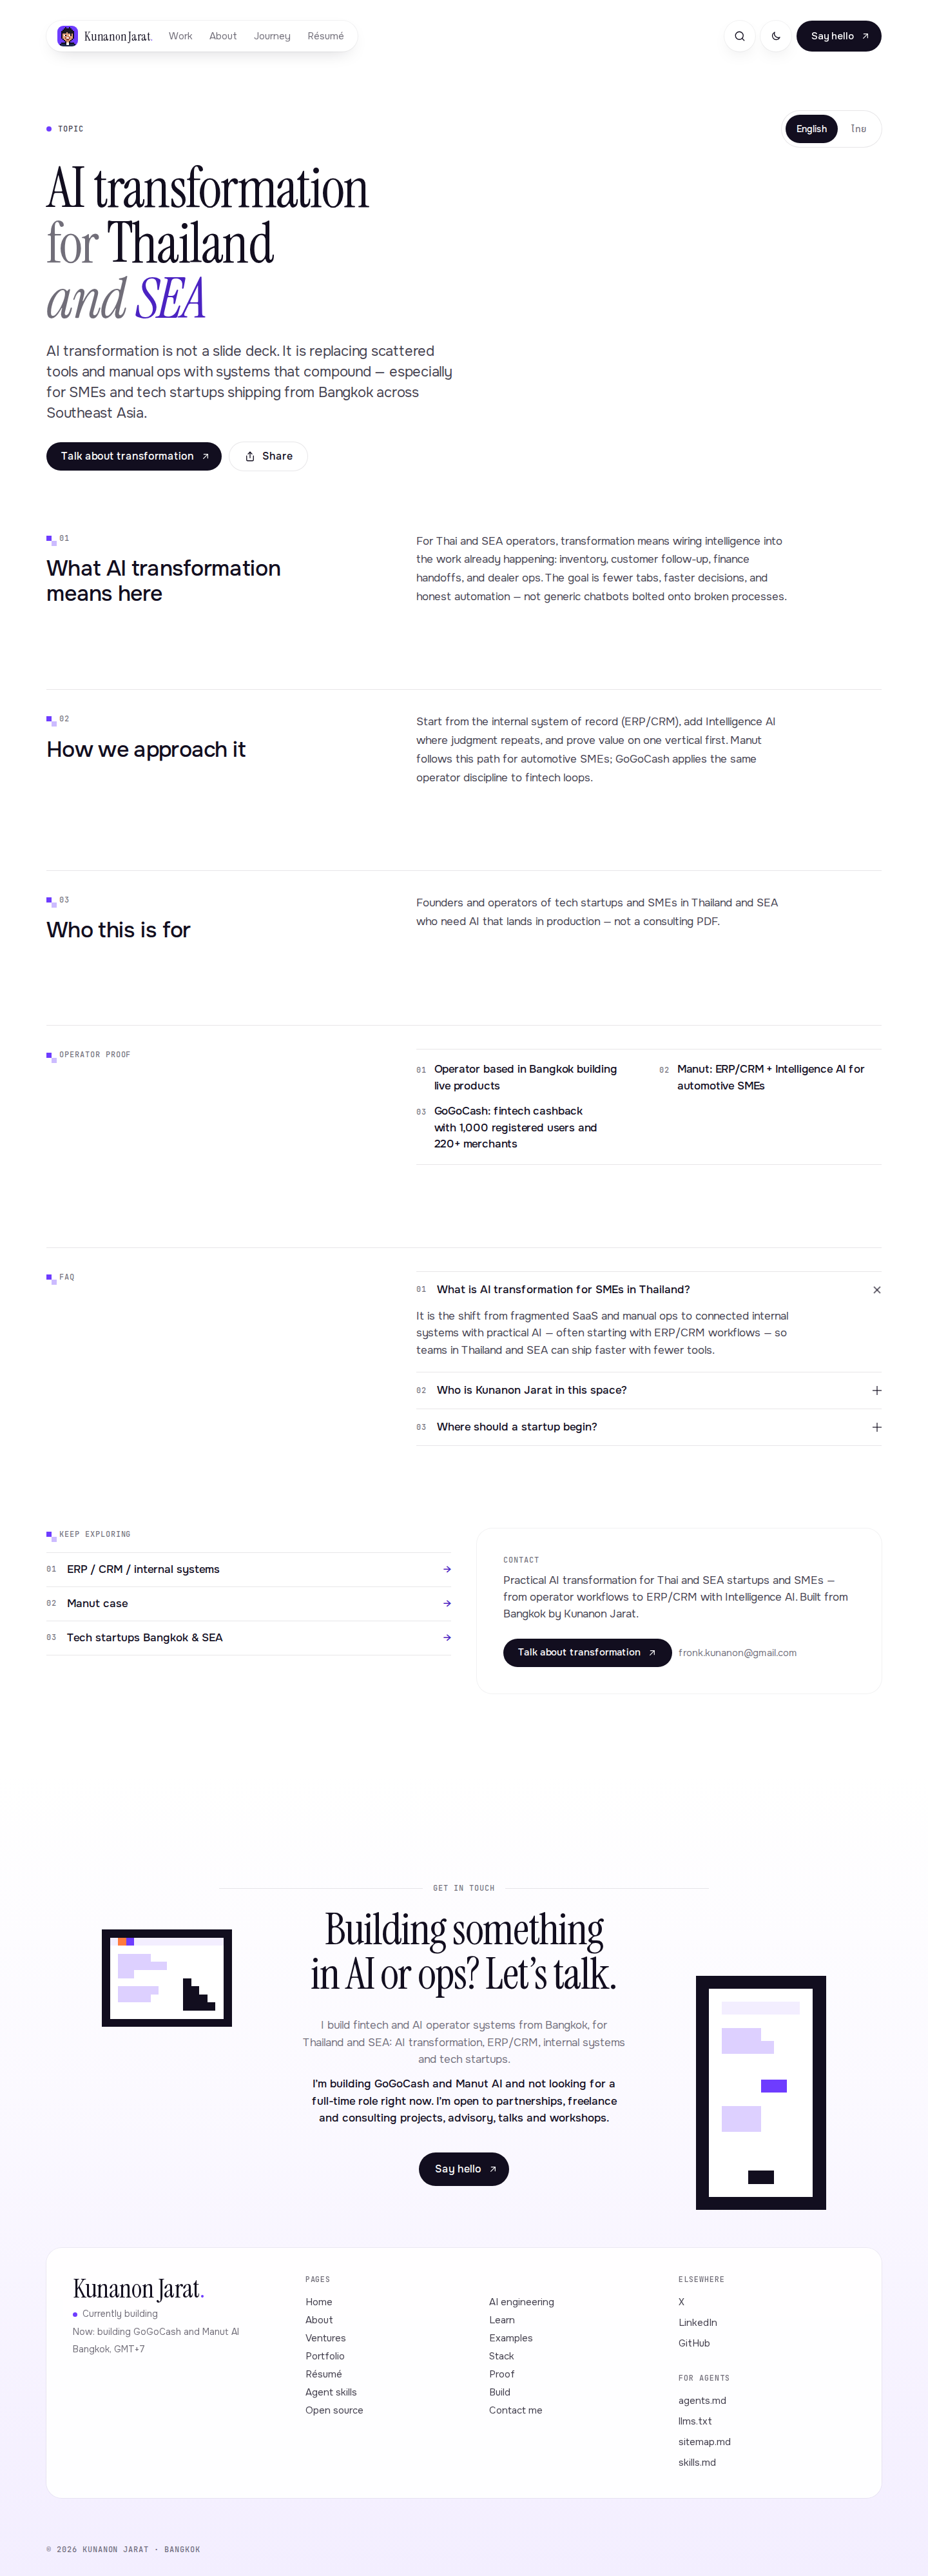 Kunanon Jarat.
Work
About
Journey
Résumé
Say hello
TOPIC
English
ไทย
AI transformation
for Thailand
and SEA
AI transformation is not a slide deck. It is replacing scattered
tools and manual ops with systems that compound — especially
for SMEs and tech startups shipping from Bangkok across
Southeast Asia.
Talk about transformation
Share
01
What AI transformation
means here
For Thai and SEA operators, transformation means wiring intelligence into
the work already happening: inventory, customer follow-up, finance
handoffs, and dealer ops. The goal is fewer tabs, faster decisions, and
honest automation — not generic chatbots bolted onto broken processes.
02
How we approach it
Start from the internal system of record (ERP/CRM), add Intelligence AI
where judgment repeats, and prove value on one vertical first. Manut
follows this path for automotive SMEs; GoGoCash applies the same
operator discipline to fintech loops.
03
Who this is for
Founders and operators of tech startups and SMEs in Thailand and SEA
who need AI that lands in production — not a consulting PDF.
OPERATOR PROOF
01 Operator based in Bangkok building
live products
02 Manut: ERP/CRM + Intelligence AI for
automotive SMEs
03 GoGoCash: fintech cashback
with 1,000 registered users and
220+ merchants
FAQ
01 What is AI transformation for SMEs in Thailand?
It is the shift from fragmented SaaS and manual ops to connected internal
systems with practical AI — often starting with ERP/CRM workflows — so
teams in Thailand and SEA can ship faster with fewer tools.
02 Who is Kunanon Jarat in this space?
03 Where should a startup begin?
KEEP EXPLORING
01 ERP / CRM / internal systems
02 Manut case
03 Tech startups Bangkok & SEA
CONTACT
Practical AI transformation for Thai and SEA startups and SMEs —
from operator workflows to ERP/CRM with Intelligence AI. Built from
Bangkok by Kunanon Jarat.
Talk about transformation
fronk.kunanon@gmail.com
GET IN TOUCH
Building something
in AI or ops? Let’s talk.
I build fintech and AI operator systems from Bangkok, for
Thailand and SEA: AI transformation, ERP/CRM, internal systems
and tech startups.
I’m building GoGoCash and Manut AI and not looking for a
full-time role right now. I’m open to partnerships, freelance
and consulting projects, advisory, talks and workshops.
Say hello
Kunanon Jarat.
Currently building
Now: building GoGoCash and Manut AI
Bangkok, GMT+7
PAGES
Home
About
Ventures
Portfolio
Résumé
Agent skills
Open source
AI engineering
Learn
Examples
Stack
Proof
Build
Contact me
ELSEWHERE
X
LinkedIn
GitHub
FOR AGENTS
agents.md
llms.txt
sitemap.md
skills.md
© 2026 KUNANON JARAT · BANGKOK